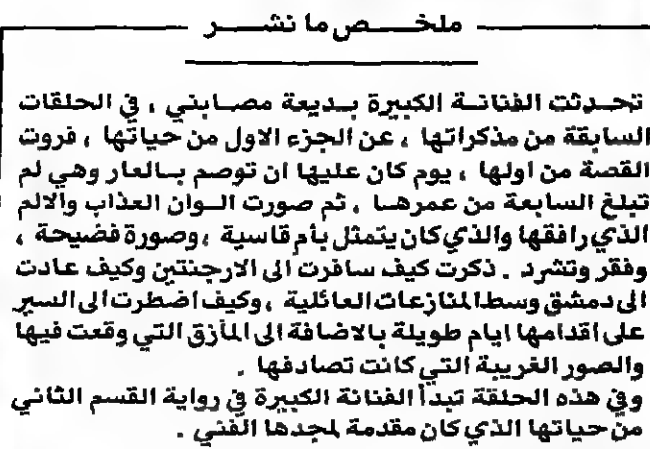 ملخص ما نشر
تحدثت الفنانة الكبيرة بديعة مصابني ، في الحلقات
السابقة من مذكراتها ، عن الجزء الاول من حياتها ، فروت
القصة من اولها ، يوم كان عليها ان توصم بالعار وهي لم
تبلغ السابعة من عمرها ، ثم صورت الوان العذاب والالم
الذي رافقها والذي كان يتمثل بأم قاسية ، وصورة فضيحة ،
وفقر وتشرد . ذكرت كيف سافرت الى الارجنتين وكيف عادت
الى دمشق وسط المنازعات العائلية ، وكيف اضطرت الى السير
على اقدامها ايام طويلة بالاضافة الى المآزق التي وقعت فيها
والصور الغريبة التي كانت تصادفها .
وفي هذه الحلقة تبدأ الفنانة الكبيرة في رواية القسم الثاني
من حياتها الذي كان مقدمة لمجدها الفني .